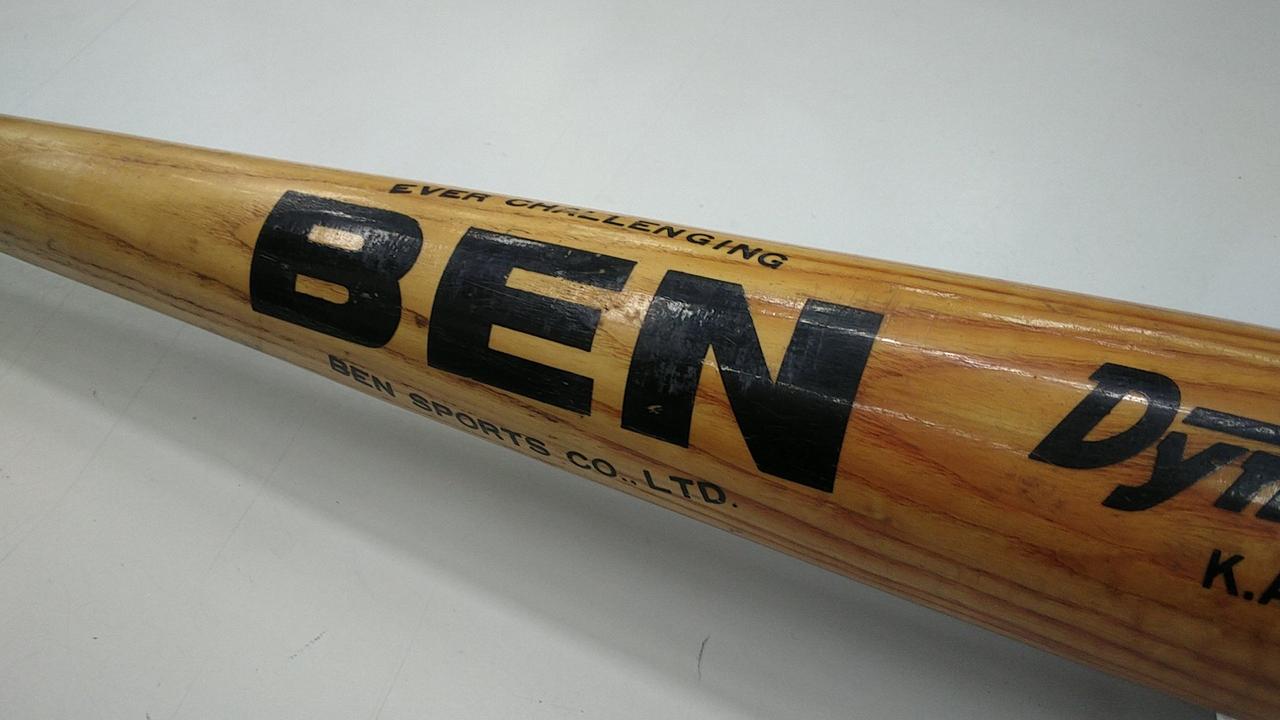 EVER CHALLENGING
BEN
BEN SPORTS CO., LTD.